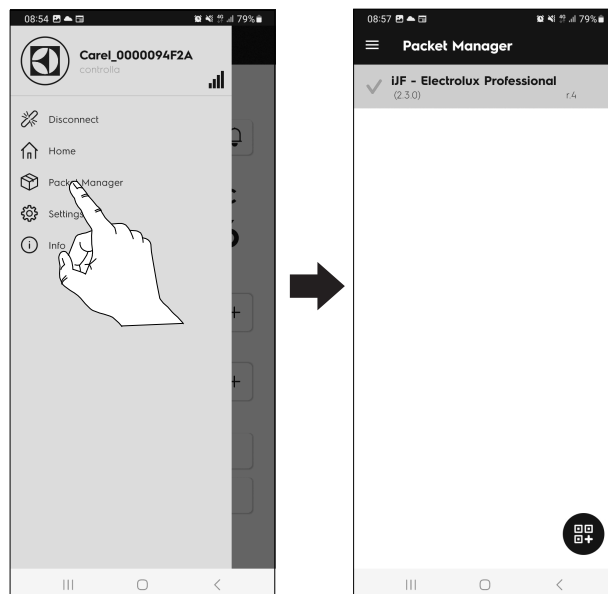 08:54 79%
Carel_0000094F2A
controlla
Disconnect
Home
Packet Manager
Settings
Info
08:57 79%
Packet Manager
iJF - Electrolux Professional
(2.3.0) r.4